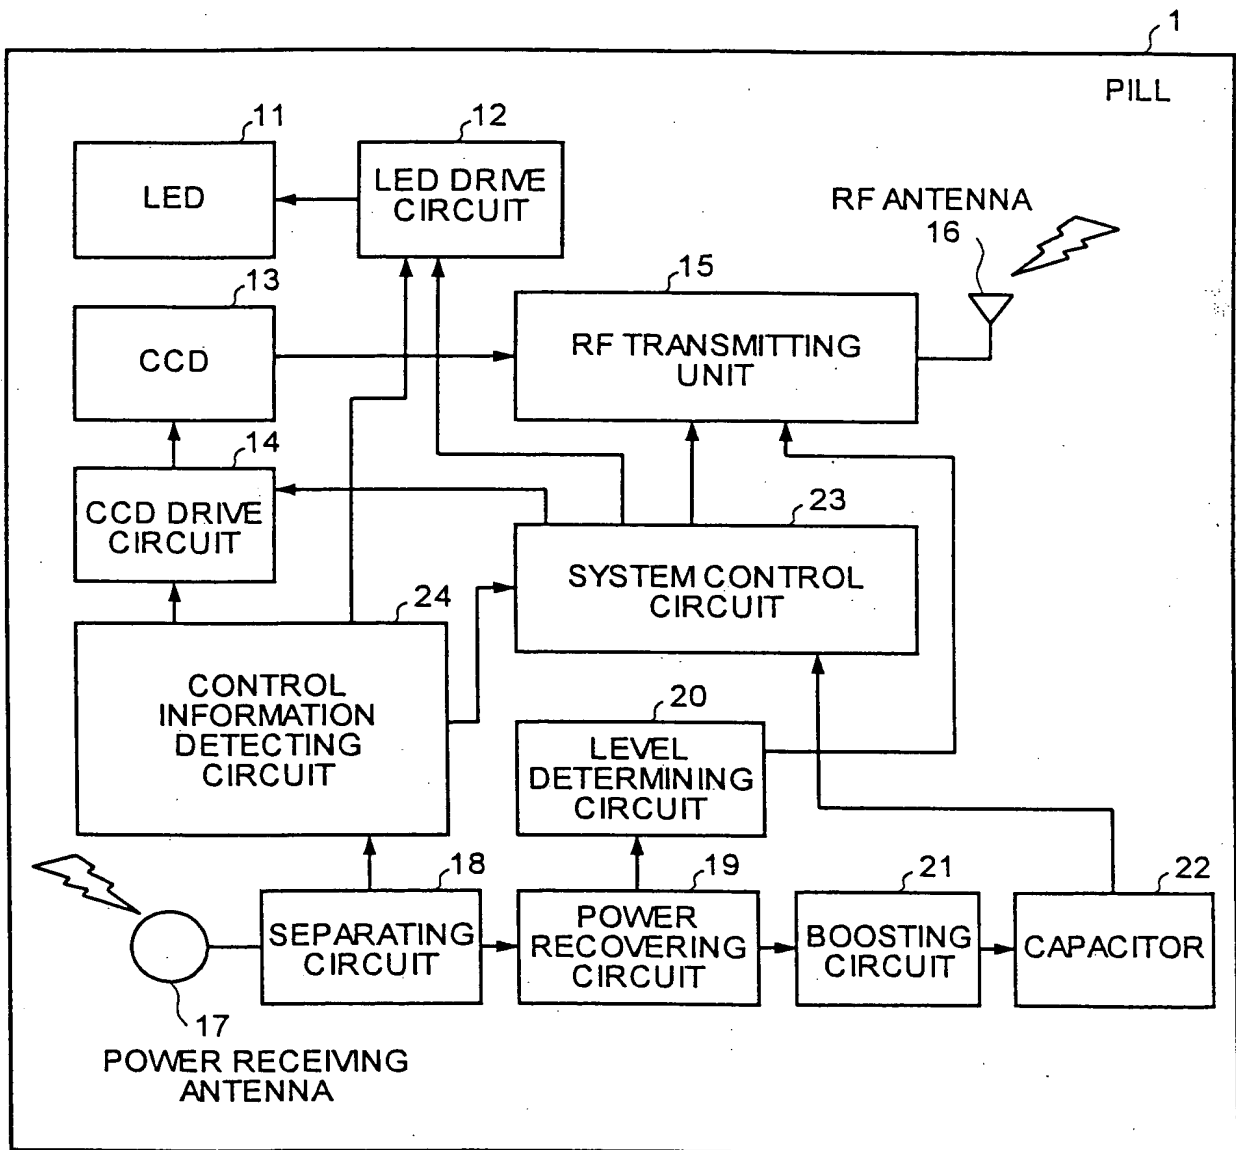 1
PILL
11
LED
12
LED DRIVE
CIRCUIT
RF ANTENNA
16
13
CCD
15
RF TRANSMITTING
UNIT
14
CCD DRIVE
CIRCUIT
23
SYSTEM CONTROL
CIRCUIT
24
CONTROL
INFORMATION
DETECTING
CIRCUIT
20
LEVEL
DETERMINING
CIRCUIT
18
SEPARATING
CIRCUIT
19
POWER
RECOVERING
CIRCUIT
21
BOOSTING
CIRCUIT
22
CAPACITOR
17
POWER RECEIVING
ANTENNA